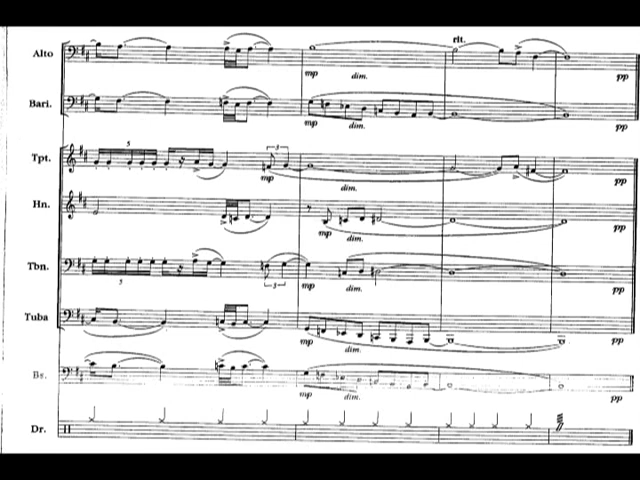 rit.
Alto
mp dim. pp
Bari.
mp dim. pp
5 3
Tpt.
mp dim. pp
Hn.
mp dim. pp
Tbn.
5 3 mp dim. pp
Tuba
mp dim. pp
Bs.
mp dim. pp
Dr.